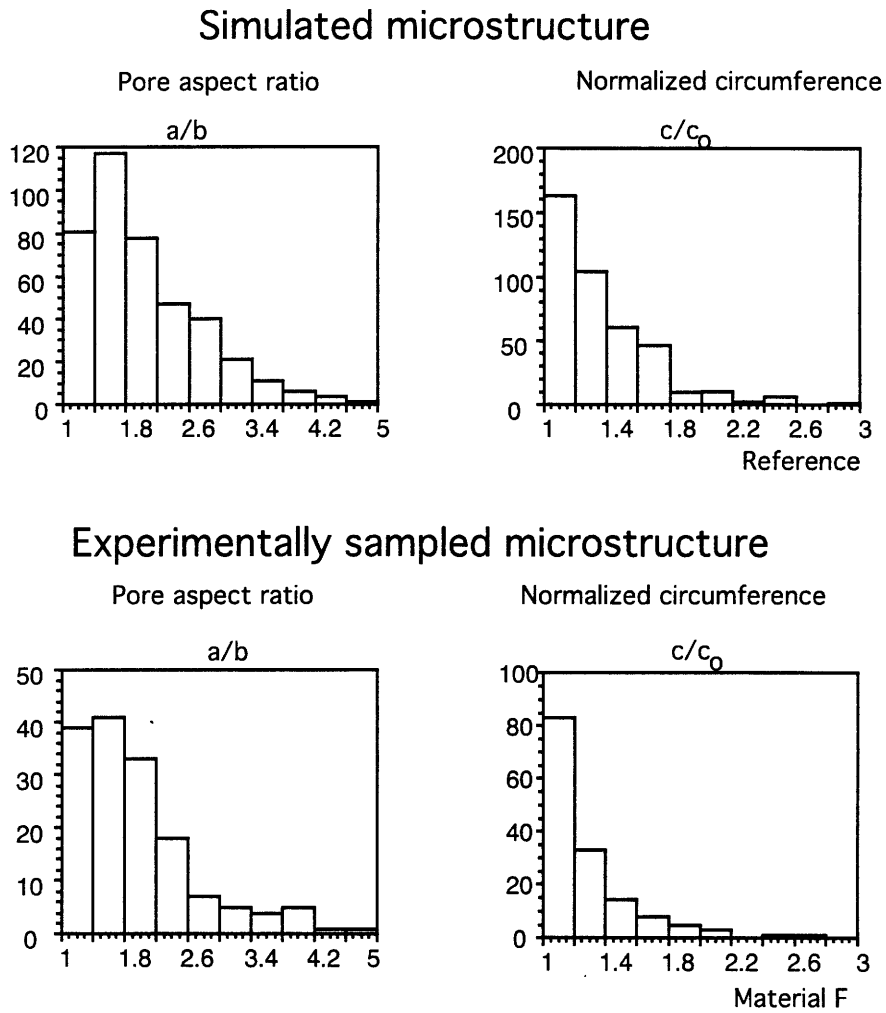 Simulated microstructure
Pore aspect ratio
Normalized circumference
a/b
c/co
120
100
80
60
40
20
0
1 1.8 2.6 3.4 4.2 5
200
150
100
50
0
1 1.4 1.8 2.2 2.6 3
Reference
Experimentally sampled microstructure
Pore aspect ratio
Normalized circumference
a/b
c/co
50
40
30
20
10
0
1 1.8 2.6 3.4 4.2 5
100
80
60
40
20
0
1 1.4 1.8 2.2 2.6 3
Material F